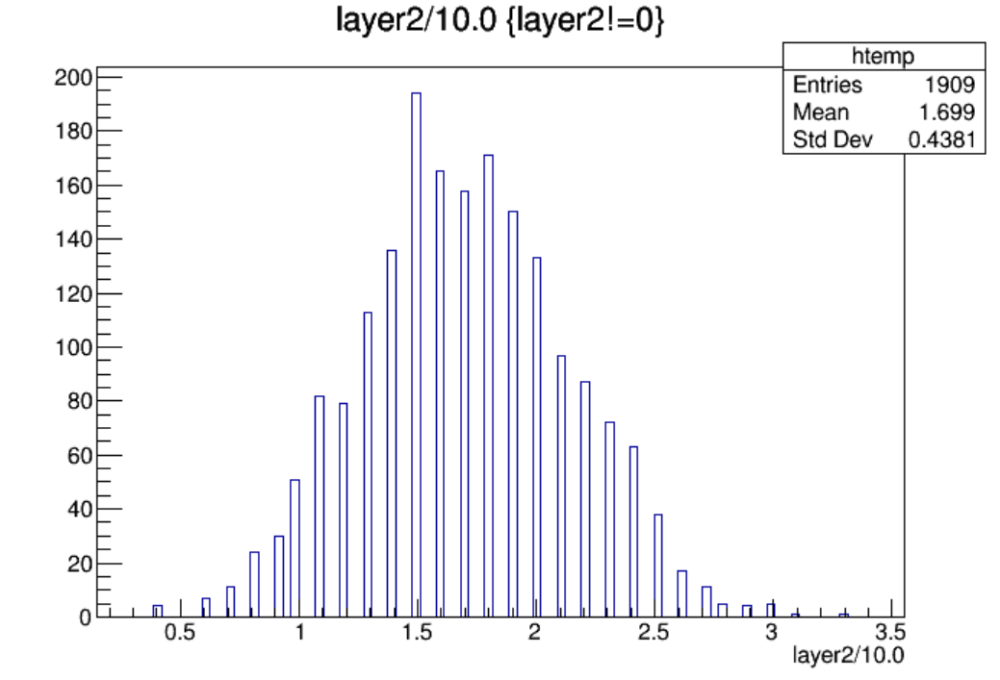 layer2/10.0 {layer2!=0}
htemp
Entries 1909
Mean 1.699
Std Dev 0.4381
200
180
160
140
120
100
80
60
40
20
0
0.5 1 1.5 2 2.5 3 3.5
layer2/10.0